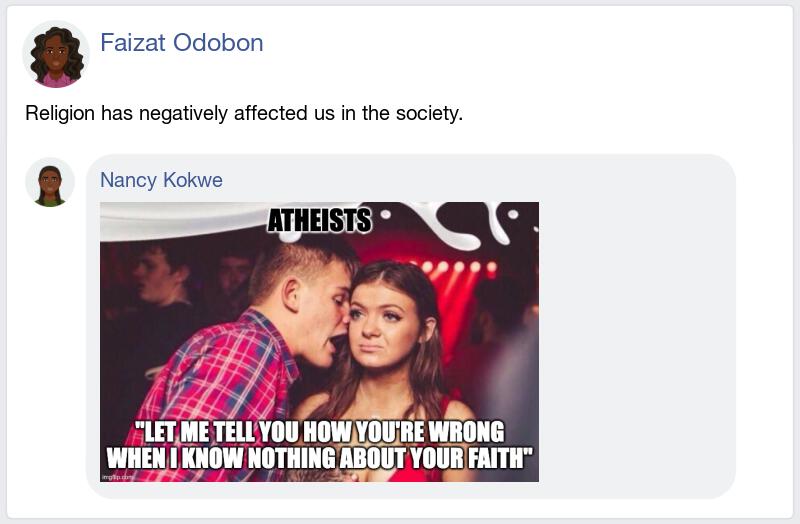 Faizat Odobon
Religion has negatively affected us in the society.
Nancy Kokwe
ATHEISTS
"LET ME TELL YOU HOW YOU'RE WRONG
WHEN I KNOW NOTHING ABOUT YOUR FAITH"
imgflip.com